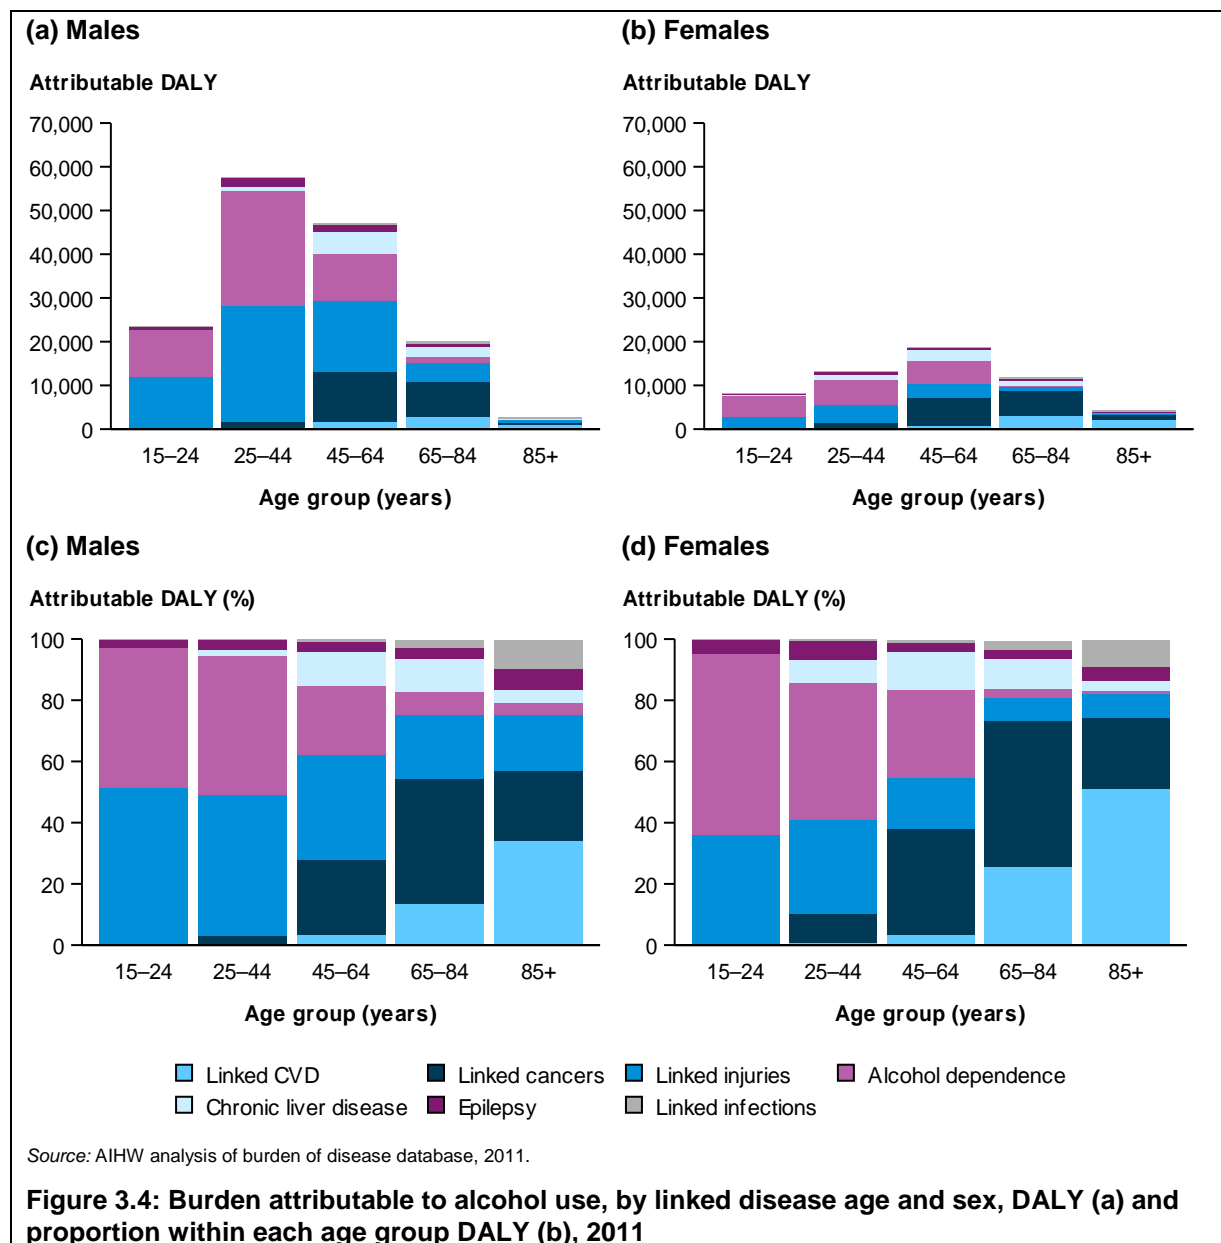 (a) Males
(b) Females
Attributable DALY
Attributable DALY
70,000
60,000
50,000
40,000
30,000
20,000
10,000
0
15–24 25–44 45–64 65–84 85+
Age group (years)
70,000
60,000
50,000
40,000
30,000
20,000
10,000
0
15–24 25–44 45–64 65–84 85+
Age group (years)
(c) Males
(d) Females
Attributable DALY (%)
Attributable DALY (%)
100
80
60
40
20
0
15–24 25–44 45–64 65–84 85+
Age group (years)
100
80
60
40
20
0
15–24 25–44 45–64 65–84 85+
Age group (years)
Linked CVD Linked cancers Linked injuries Alcohol dependence
Chronic liver disease Epilepsy Linked infections
Source: AIHW analysis of burden of disease database, 2011.
Figure 3.4: Burden attributable to alcohol use, by linked disease age and sex, DALY (a) and
proportion within each age group DALY (b), 2011